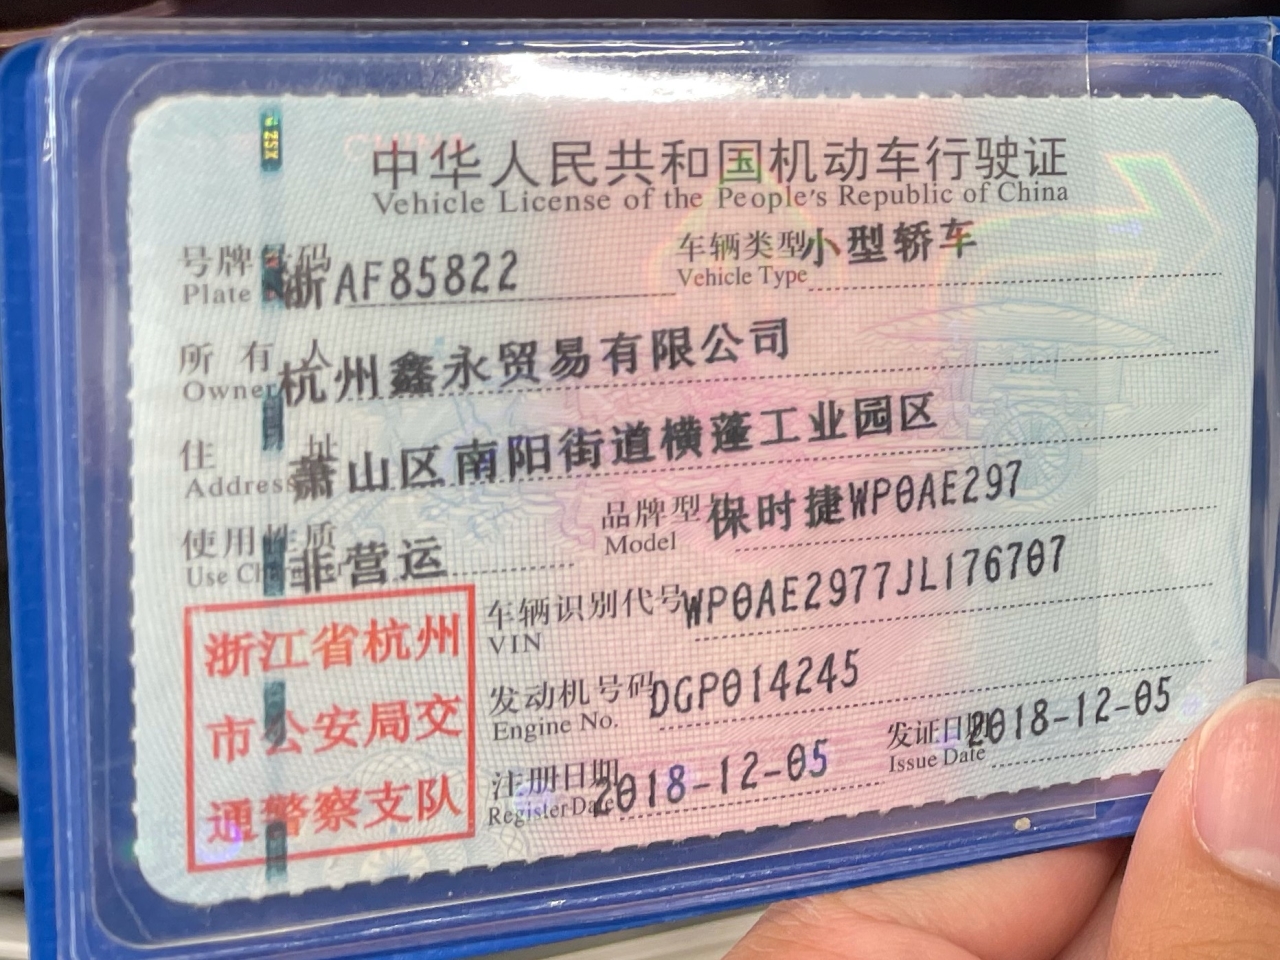 中华人民共和国机动车行驶证
Vehicle License of the People's Republic of China
号牌号码 浙AF85822 车辆类型 小型轿车
Plate Vehicle Type
所有人 杭州鑫永贸易有限公司
Owner
住址 萧山区南阳街道横蓬工业园区
Address
使用性质 非营运 品牌型号 保时捷WP0AE297
Use Model
车辆识别代号 WP0AE2977JL176707
VIN
发动机号码 DGP014245
Engine No.
注册日期 2018-12-05 发证日期 2018-12-05
Register Date Issue Date
浙江省杭州
市公安局交
通警察支队